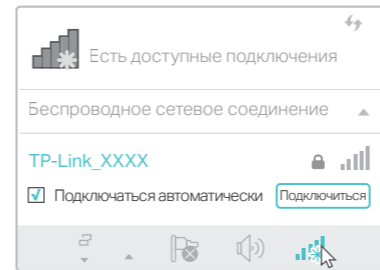 Есть доступные подключения
Беспроводное сетевое соединение
TP-Link_XXXX
Подключаться автоматически Подключиться